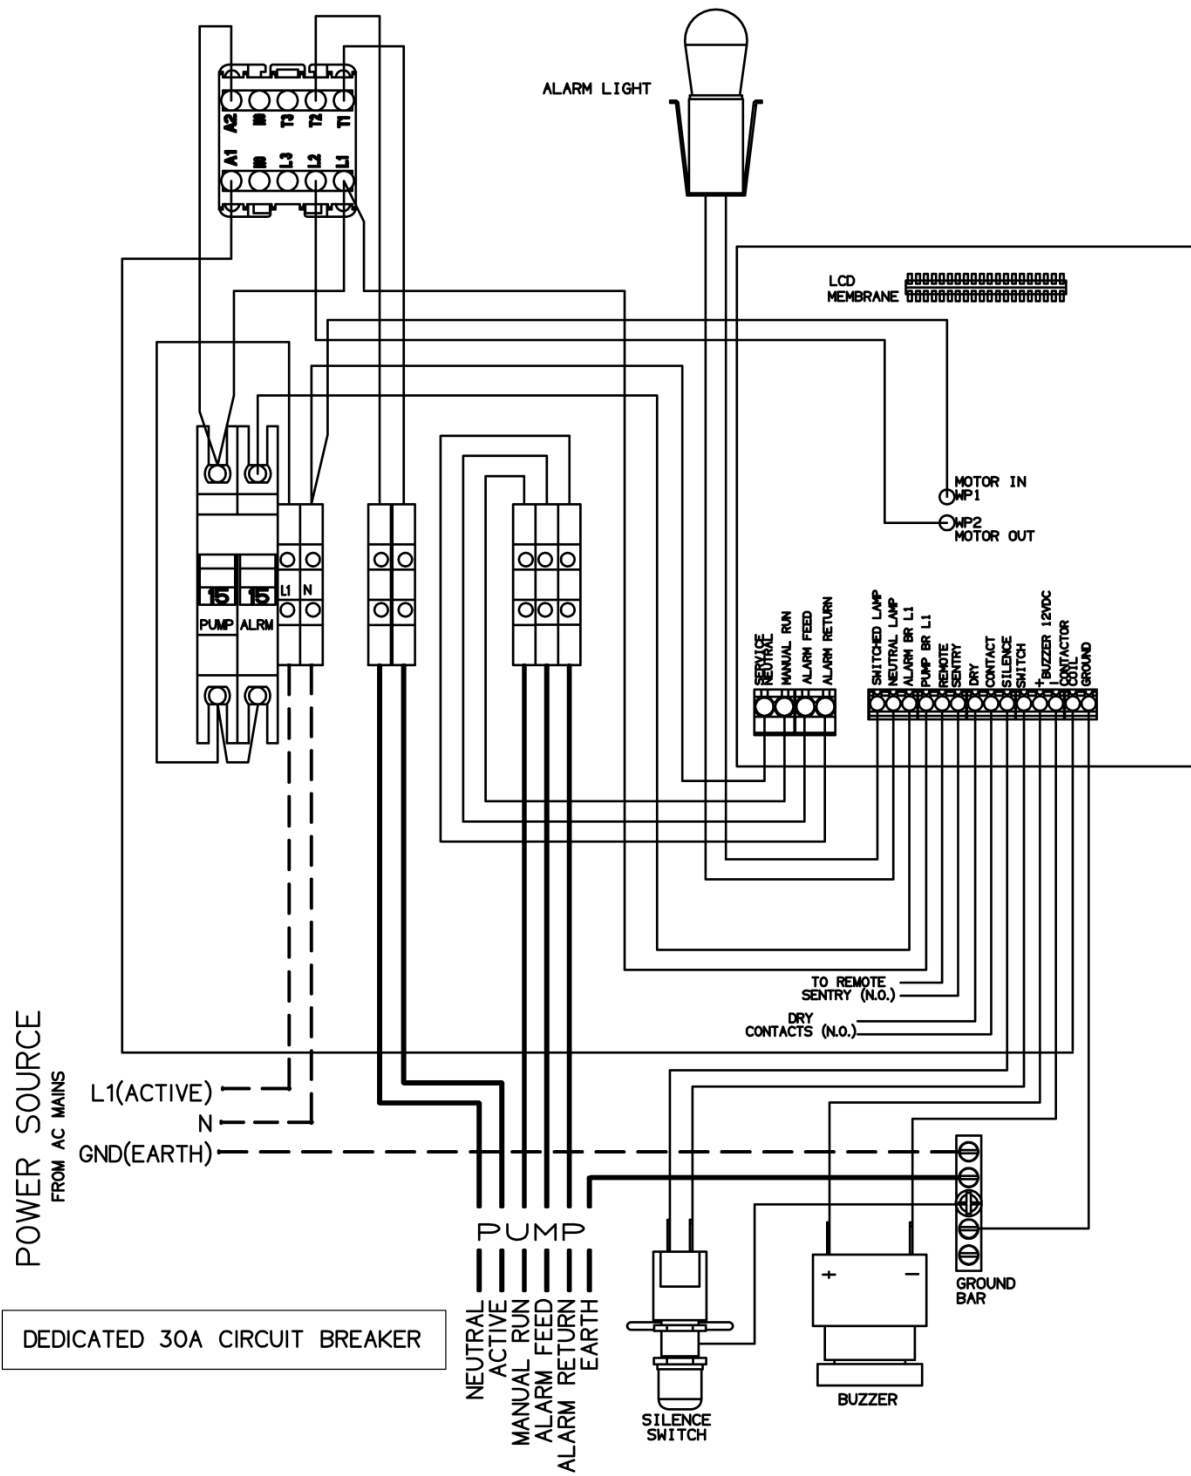 ALARM LIGHT
A2
NO
T3
T2
T1
A1
NO
L3
L2
L1
LCD
MEMBRANE
MOTOR IN
WP1
WP2
MOTOR OUT
15
15
L1
N
PUMP
ALRM
SERVICE
NEUTRAL
MANUAL RUN
ALARM FEED
ALARM RETURN
SWITCHED LAMP
NEUTRAL LAMP
ALARM BR L1
PUMP BR L1
REMOTE
SENTRY
DRY
CONTACT
SILENCE
SWITCH
+ BUZZER 12VDC
−
CONTACTOR
COIL
GROUND
TO REMOTE
SENTRY (N.O.)
DRY
CONTACTS (N.O.)
POWER SOURCE
FROM AC MAINS
L1(ACTIVE)
N
GND(EARTH)
PUMP
NEUTRAL
ACTIVE
MANUAL RUN
ALARM FEED
ALARM RETURN
EARTH
+
−
GROUND
BAR
DEDICATED 30A CIRCUIT BREAKER
BUZZER
SILENCE
SWITCH